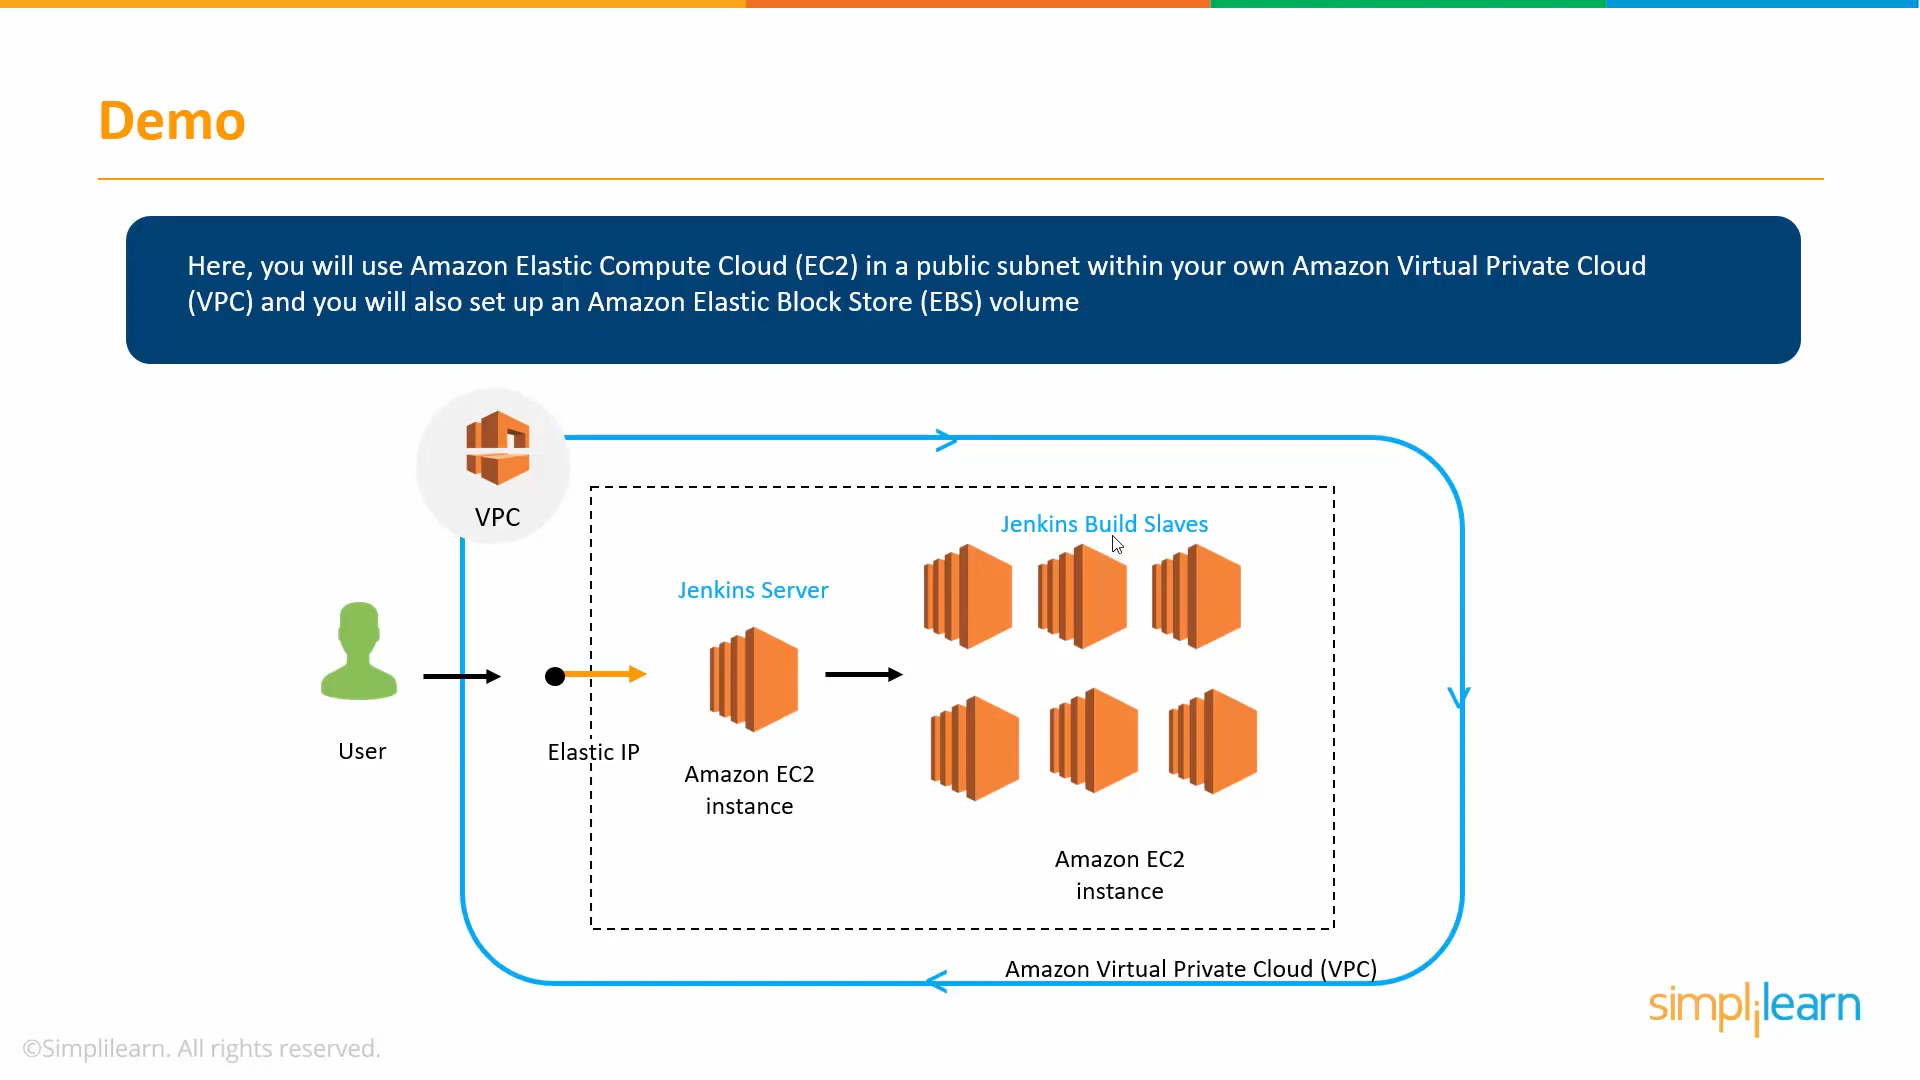 Demo
Here, you will use Amazon Elastic Compute Cloud (EC2) in a public subnet within your own Amazon Virtual Private Cloud
(VPC) and you will also set up an Amazon Elastic Block Store (EBS) volume
VPC
Jenkins Build Slaves
Jenkins Server
User
Elastic IP
Amazon EC2
instance
Amazon EC2
instance
Amazon Virtual Private Cloud (VPC)
simplilearn
©Simplilearn. All rights reserved.